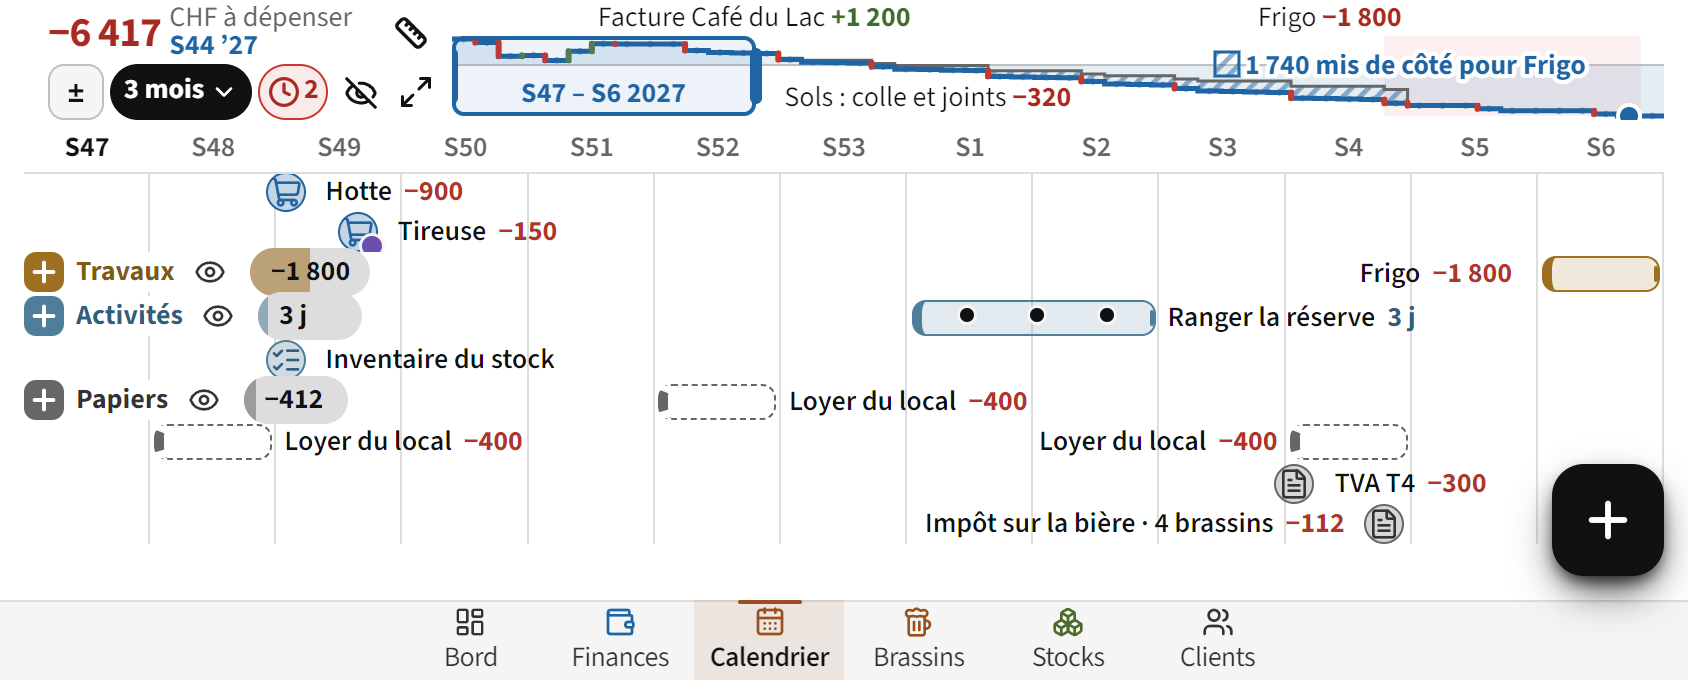 −6 417 CHF à dépenser
S44 ’27
Facture Café du Lac +1 200
Frigo −1 800
1 740 mis de côté pour Frigo
± 3 mois 2
S47 – S6 2027
Sols : colle et joints −320
S47 S48 S49 S50 S51 S52 S53 S1 S2 S3 S4 S5 S6
Hotte −900
Tireuse −150
Travaux −1 800
Frigo −1 800
Activités 3 j
Ranger la réserve 3 j
Inventaire du stock
Papiers −412
Loyer du local −400
Loyer du local −400
Loyer du local −400
TVA T4 −300
Impôt sur la bière · 4 brassins −112
Bord Finances Calendrier Brassins Stocks Clients